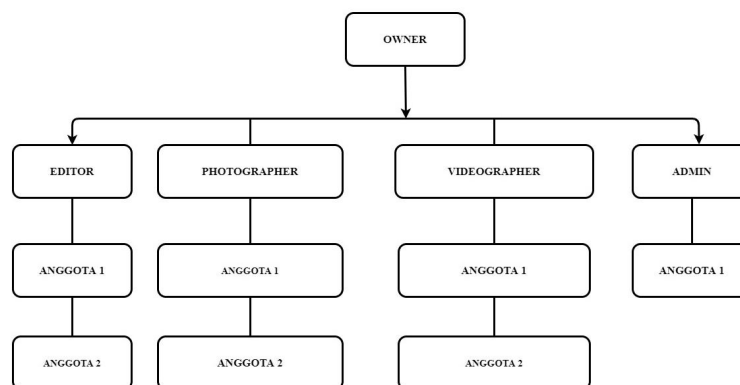 OWNER
EDITOR
PHOTOGRAPHER
VIDEOGRAPHER
ADMIN
ANGGOTA 1
ANGGOTA 1
ANGGOTA 1
ANGGOTA 1
ANGGOTA 2
ANGGOTA 2
ANGGOTA 2